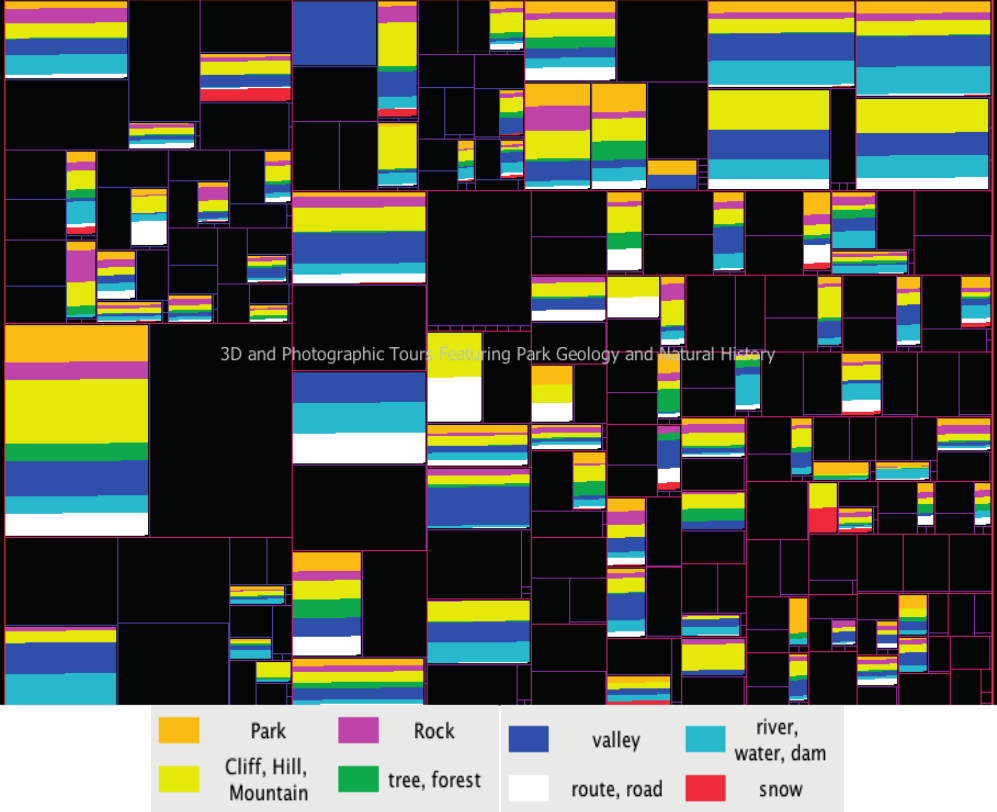 3D and Photographic Tours Featuring Park Geology and Natural History
Park
Rock
valley
river,
water, dam
Cliff, Hill,
Mountain
tree, forest
route, road
snow